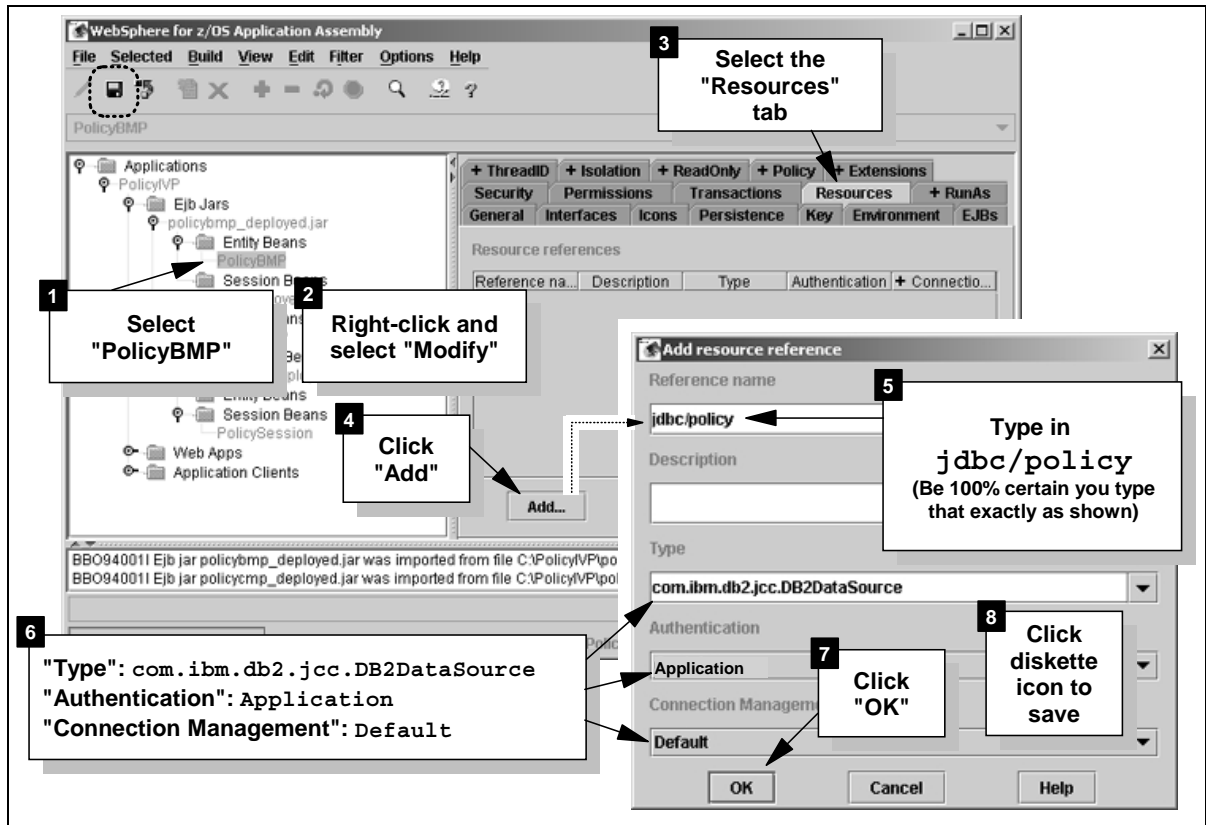 WebSphere for z/OS Application Assembly
File Selected Build View Edit Filter Options Help
PolicyBMP
3
Select the
"Resources"
tab
Applications
PolicyIVP
Ejb Jars
policybmp_deployed.jar
Entity Beans
PolicyBMP
Session Beans
Entity Beans
Session Beans
PolicySession
Web Apps
Application Clients
+ ThreadID + Isolation + ReadOnly + Policy + Extensions
Security Permissions Transactions Resources + RunAs
General Interfaces Icons Persistence Key Environment EJBs
Resource references
Reference na... Description Type Authentication + Connectio...
1
Select
"PolicyBMP"
2
Right-click and
select "Modify"
4
Click
"Add"
Add...
BBO94001I Ejb jar policybmp_deployed.jar was imported from file C:\PolicyIVP\po
BBO94001I Ejb jar policycmp_deployed.jar was imported from file C:\PolicyIVP\pol
Add resource reference
Reference name
jdbc/policy
5
Type in
jdbc/policy
(Be 100% certain you type
that exactly as shown)
Description
Type
com.ibm.db2.jcc.DB2DataSource
Authentication
Application
Connection Managem
Default
OK Cancel Help
6
"Type": com.ibm.db2.jcc.DB2DataSource
"Authentication": Application
"Connection Management": Default
7
Click
"OK"
8
Click
diskette
icon to
save